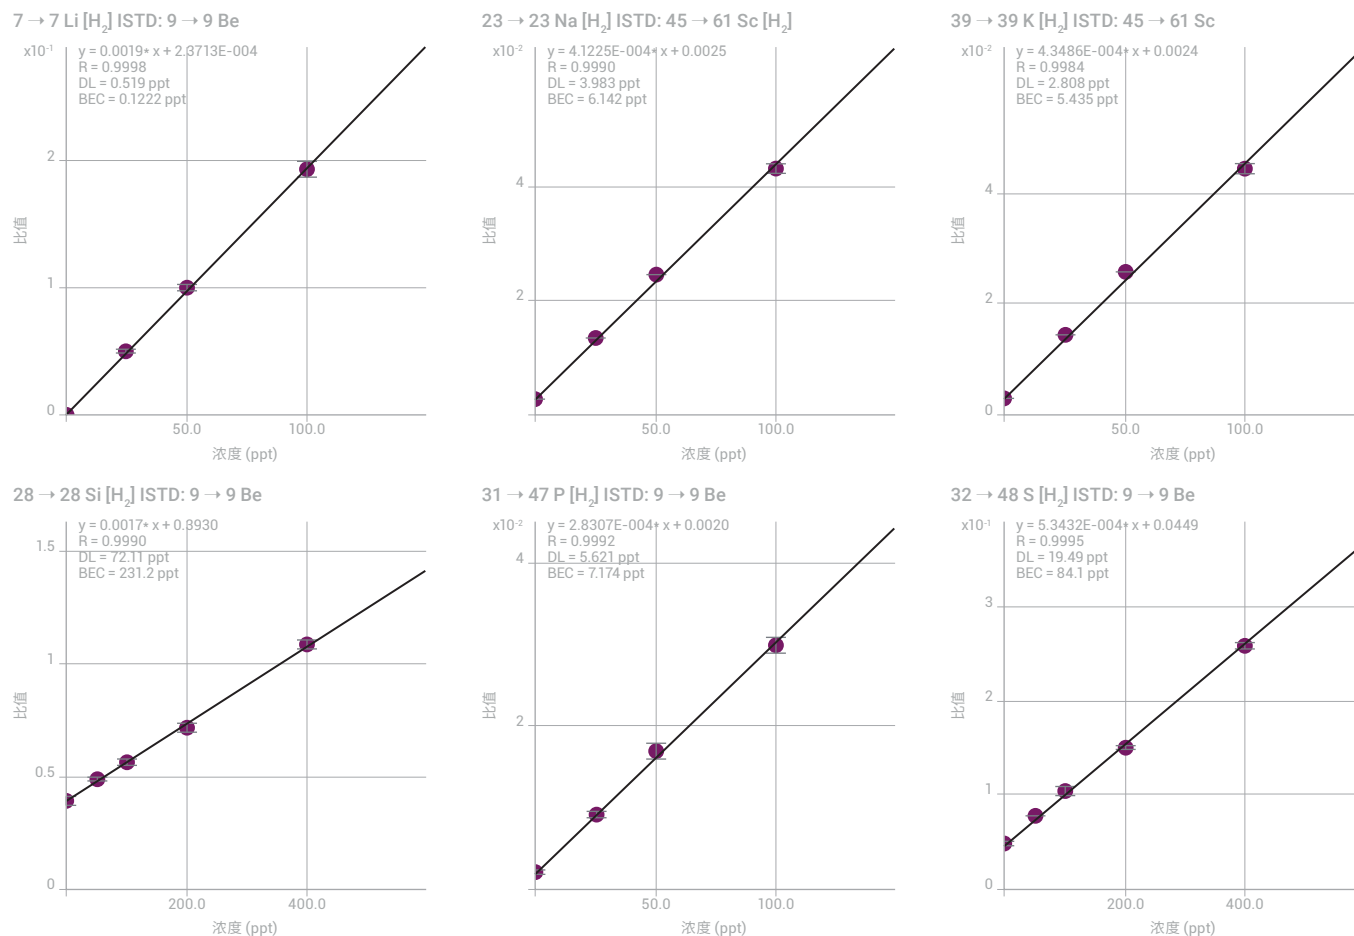 7 → 7 Li [H₂] ISTD: 9 → 9 Be
x10⁻¹
y = 0.0019* x + 2.3713E-004
R = 0.9998
DL = 0.519 ppt
BEC = 0.1222 ppt
2
1
0
比值
50.0
100.0
浓度 (ppt)
23 → 23 Na [H₂] ISTD: 45 → 61 Sc [H₂]
x10⁻²
y = 4.1225E-004* x + 0.0025
R = 0.9990
DL = 3.983 ppt
BEC = 6.142 ppt
4
2
比值
50.0
100.0
浓度 (ppt)
39 → 39 K [H₂] ISTD: 45 → 61 Sc
x10⁻²
y = 4.3486E-004* x + 0.0024
R = 0.9984
DL = 2.808 ppt
BEC = 5.435 ppt
4
2
0
比值
50.0
100.0
浓度 (ppt)
28 → 28 Si [H₂] ISTD: 9 → 9 Be
y = 0.0017* x + 0.3930
R = 0.9990
DL = 72.11 ppt
BEC = 231.2 ppt
1.5
1
0.5
0
比值
200.0
400.0
浓度 (ppt)
31 → 47 P [H₂] ISTD: 9 → 9 Be
x10⁻²
y = 2.8307E-004* x + 0.0020
R = 0.9992
DL = 5.621 ppt
BEC = 7.174 ppt
4
2
比值
50.0
100.0
浓度 (ppt)
32 → 48 S [H₂] ISTD: 9 → 9 Be
x10⁻¹
y = 5.3432E-004* x + 0.0449
R = 0.9995
DL = 19.49 ppt
BEC = 84.1 ppt
3
2
1
0
比值
200.0
400.0
浓度 (ppt)